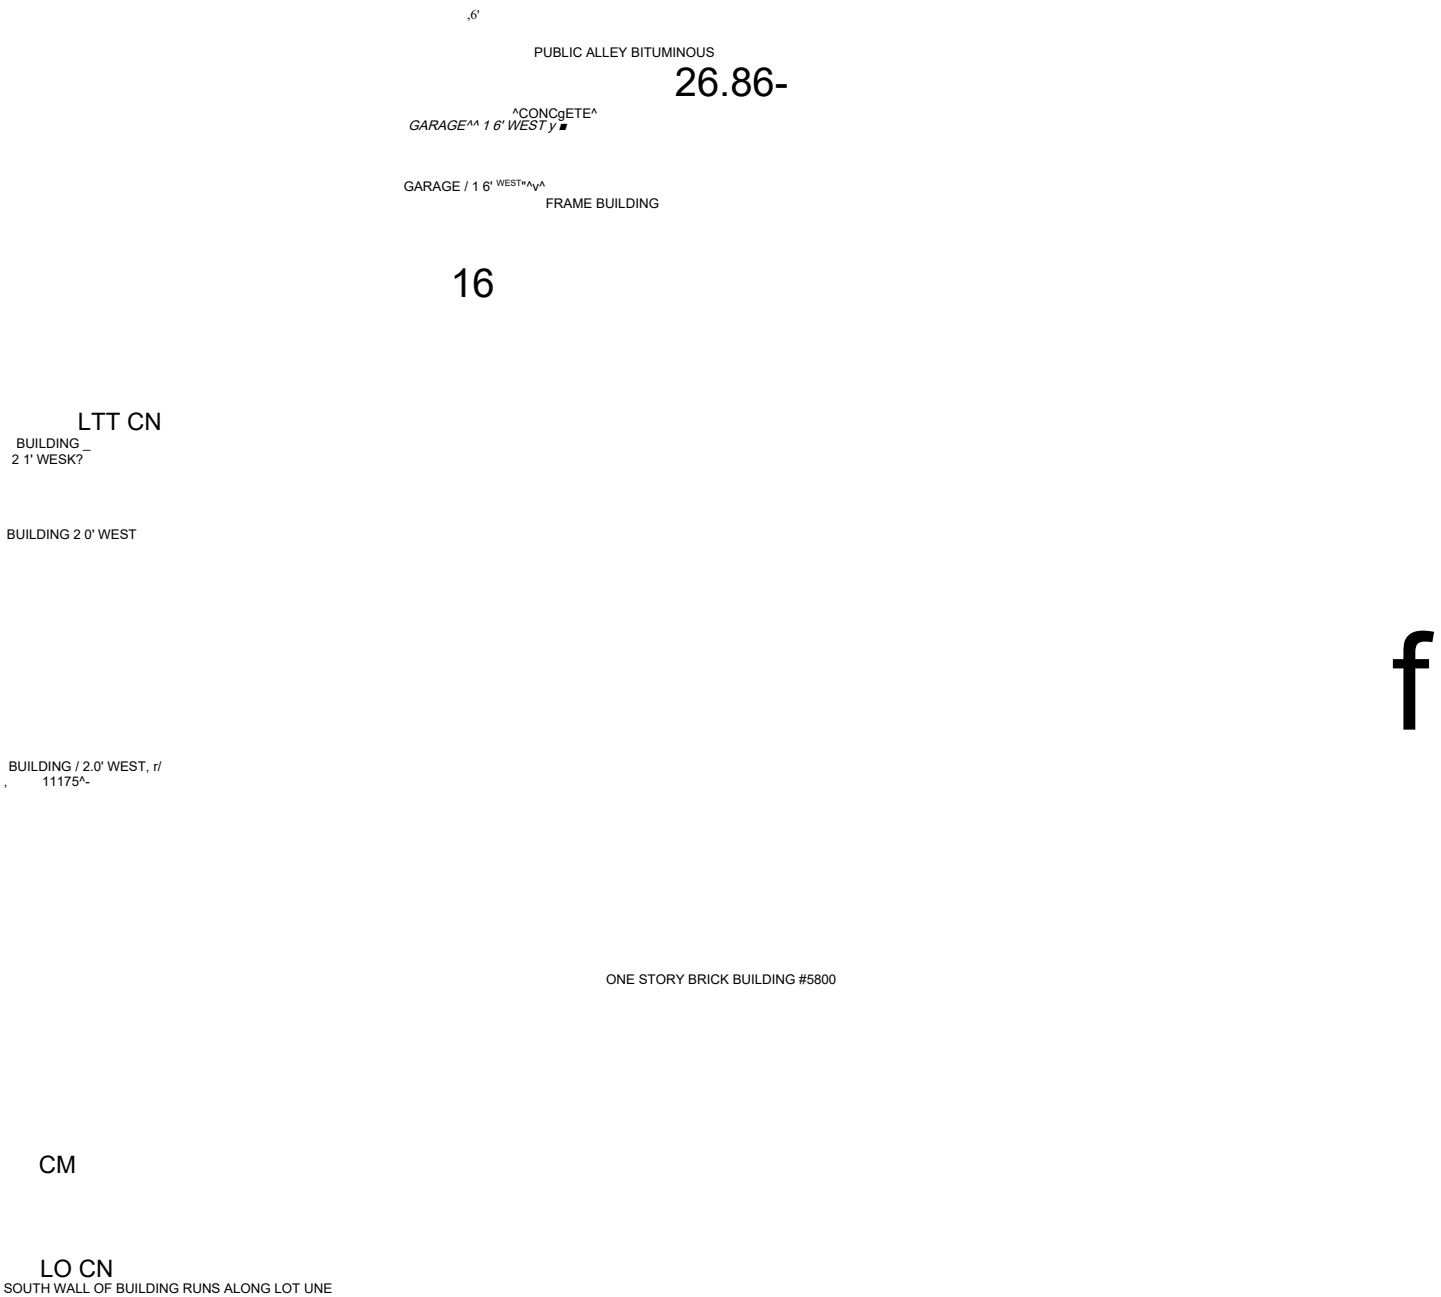 ,6'
PUBLIC ALLEY BITUMINOUS
26.86-
^CONCgETE^
GARAGE^^ 1 6' WEST y ■
GARAGE / 1 6' WEST"^v^
FRAME BUILDING
16
LTT CN
BUILDING _
2 1' WESK?
BUILDING 2 0' WEST
f
BUILDING / 2.0' WEST, r/
, 11175^-
ONE STORY BRICK BUILDING #5800
CM
LO CN
SOUTH WALL OF BUILDING RUNS ALONG LOT UNE